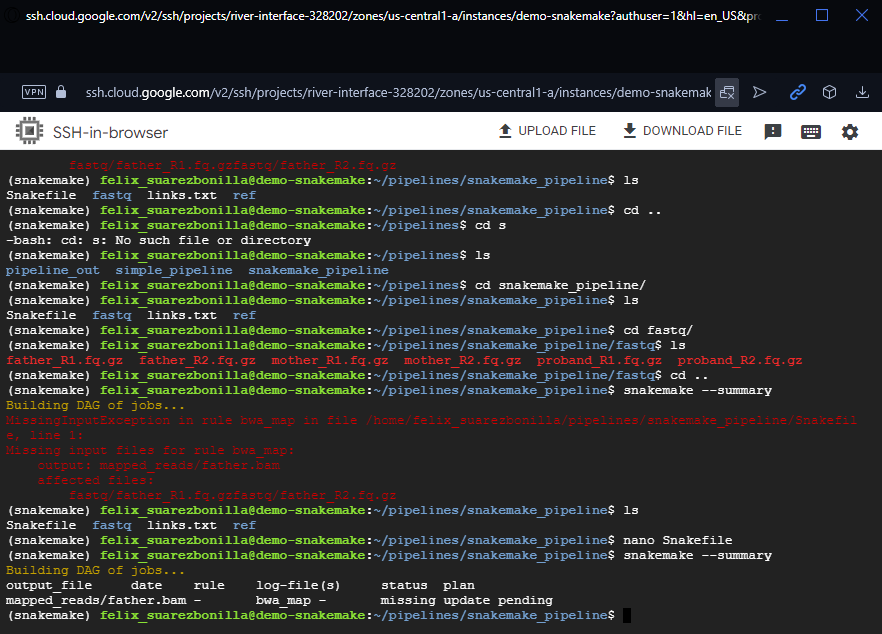 ssh.cloud.google.com/v2/ssh/projects/river-interface-328202/zones/us-central1-a/instances/demo-snakemake?authuser=1&hl=en_US&pro
VPN ssh.cloud.google.com/v2/ssh/projects/river-interface-328202/zones/us-central1-a/instances/demo-snakemak
SSH-in-browser UPLOAD FILE DOWNLOAD FILE
fastq/father_R1.fq.gzfastq/father_R2.fq.gz
(snakemake) felix_suarezbonilla@demo-snakemake:~/pipelines/snakemake_pipeline$ ls
Snakefile fastq links.txt ref
(snakemake) felix_suarezbonilla@demo-snakemake:~/pipelines/snakemake_pipeline$ cd ..
(snakemake) felix_suarezbonilla@demo-snakemake:~/pipelines$ cd s
-bash: cd: s: No such file or directory
(snakemake) felix_suarezbonilla@demo-snakemake:~/pipelines$ ls
pipeline_out simple_pipeline snakemake_pipeline
(snakemake) felix_suarezbonilla@demo-snakemake:~/pipelines$ cd snakemake_pipeline/
(snakemake) felix_suarezbonilla@demo-snakemake:~/pipelines/snakemake_pipeline$ ls
Snakefile fastq links.txt ref
(snakemake) felix_suarezbonilla@demo-snakemake:~/pipelines/snakemake_pipeline$ cd fastq/
(snakemake) felix_suarezbonilla@demo-snakemake:~/pipelines/snakemake_pipeline/fastq$ ls
father_R1.fq.gz father_R2.fq.gz mother_R1.fq.gz mother_R2.fq.gz proband_R1.fq.gz proband_R2.fq.gz
(snakemake) felix_suarezbonilla@demo-snakemake:~/pipelines/snakemake_pipeline/fastq$ cd ..
(snakemake) felix_suarezbonilla@demo-snakemake:~/pipelines/snakemake_pipeline$ snakemake --summary
Building DAG of jobs...
MissingInputException in rule bwa_map in file /home/felix_suarezbonilla/pipelines/snakemake_pipeline/Snakefil
e, line 1:
Missing input files for rule bwa_map:
output: mapped_reads/father.bam
affected files:
fastq/father_R1.fq.gzfastq/father_R2.fq.gz
(snakemake) felix_suarezbonilla@demo-snakemake:~/pipelines/snakemake_pipeline$ ls
Snakefile fastq links.txt ref
(snakemake) felix_suarezbonilla@demo-snakemake:~/pipelines/snakemake_pipeline$ nano Snakefile
(snakemake) felix_suarezbonilla@demo-snakemake:~/pipelines/snakemake_pipeline$ snakemake --summary
Building DAG of jobs...
output_file date rule log-file(s) status plan
mapped_reads/father.bam - bwa_map - missing update pending
(snakemake) felix_suarezbonilla@demo-snakemake:~/pipelines/snakemake_pipeline$